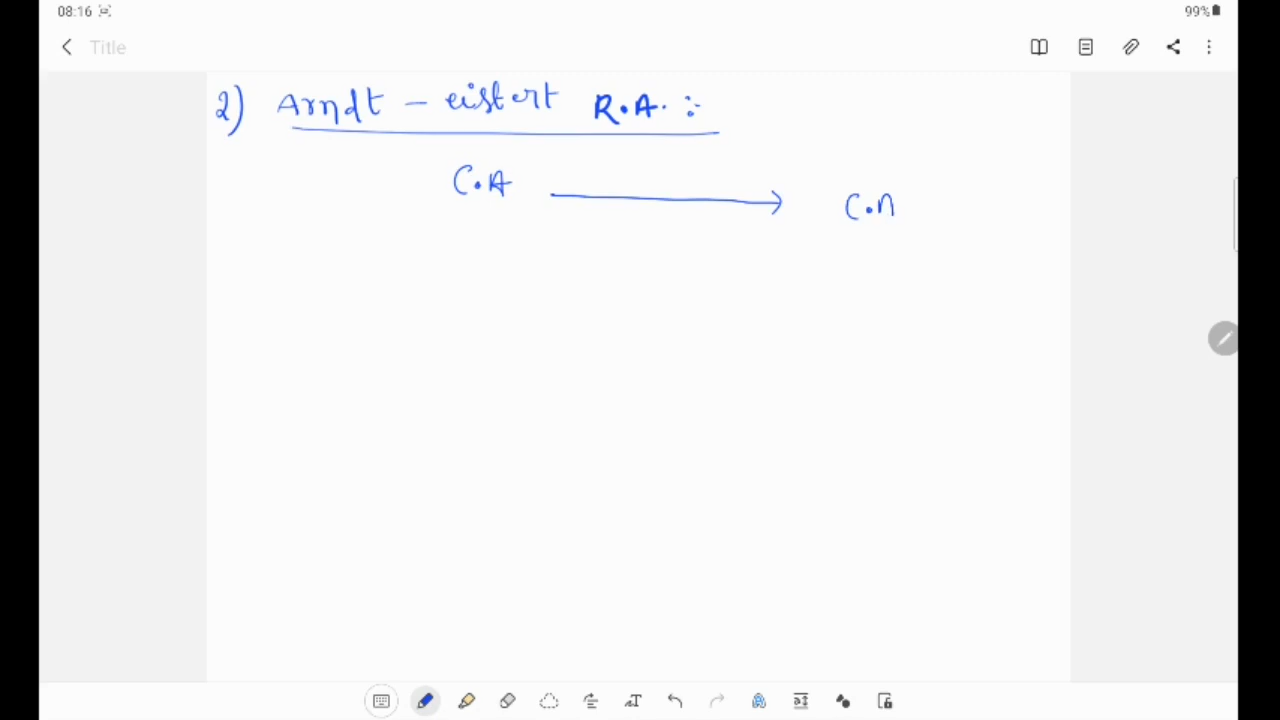 08:16
99%
Title
2) Arndt - eistert R.A. :
C.A → C.A